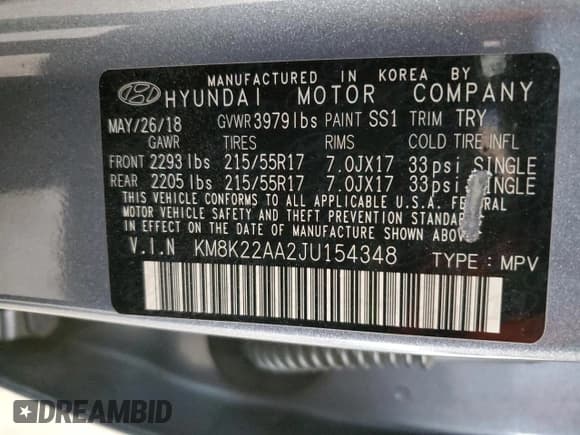 MANUFACTURED IN KOREA BY
HYUNDAI MOTOR COMPANY
MAY/26/18 GVWR 3979lbs PAINT SS1 TRIM TRY
GAWR TIRES RIMS COLD TIRE INFL
FRONT 2293 lbs 215/55R17 7.0JX17 33psi SINGLE
REAR 2205 lbs 215/55R17 7.0JX17 33psi SINGLE
THIS VEHICLE CONFORMS TO ALL APPLICABLE U.S.A. FEDERAL
MOTOR VEHICLE SAFETY AND THEFT PREVENTION STANDARDS
IN EFFECT ON THE DATE OF MANUFACTURE SHOWN ABOVE.
V.I.N KM8K22AA2JU154348 TYPE : MPV
DREAMBID